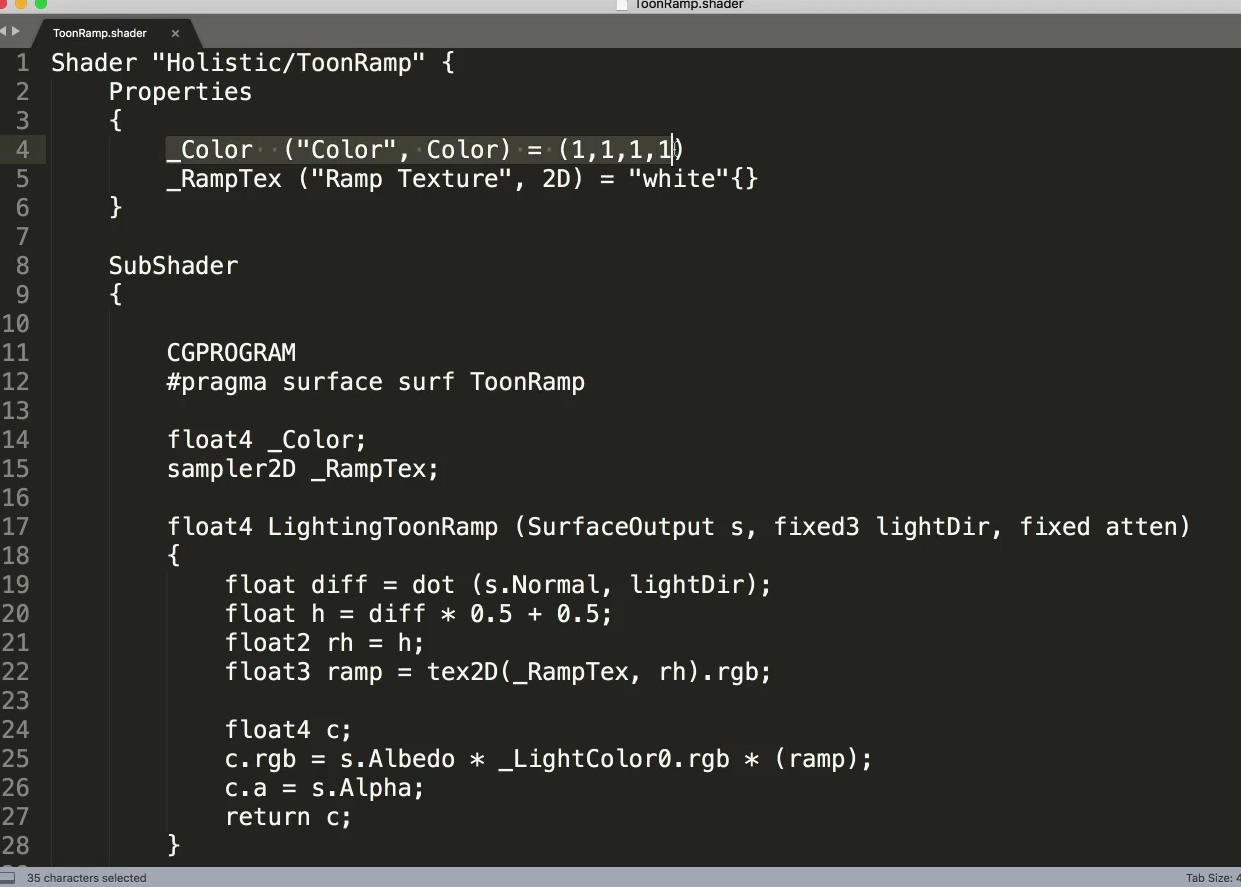 ToonRamp.shader
ToonRamp.shader ×
1 Shader "Holistic/ToonRamp" {
2 Properties
3 {
4 _Color ("Color", Color) = (1,1,1,1)
5 _RampTex ("Ramp Texture", 2D) = "white"{}
6 }
7
8 SubShader
9 {
10
11 CGPROGRAM
12 #pragma surface surf ToonRamp
13
14 float4 _Color;
15 sampler2D _RampTex;
16
17 float4 LightingToonRamp (SurfaceOutput s, fixed3 lightDir, fixed atten)
18 {
19 float diff = dot (s.Normal, lightDir);
20 float h = diff * 0.5 + 0.5;
21 float2 rh = h;
22 float3 ramp = tex2D(_RampTex, rh).rgb;
23
24 float4 c;
25 c.rgb = s.Albedo * _LightColor0.rgb * (ramp);
26 c.a = s.Alpha;
27 return c;
28 }
35 characters selected
Tab Size: 4